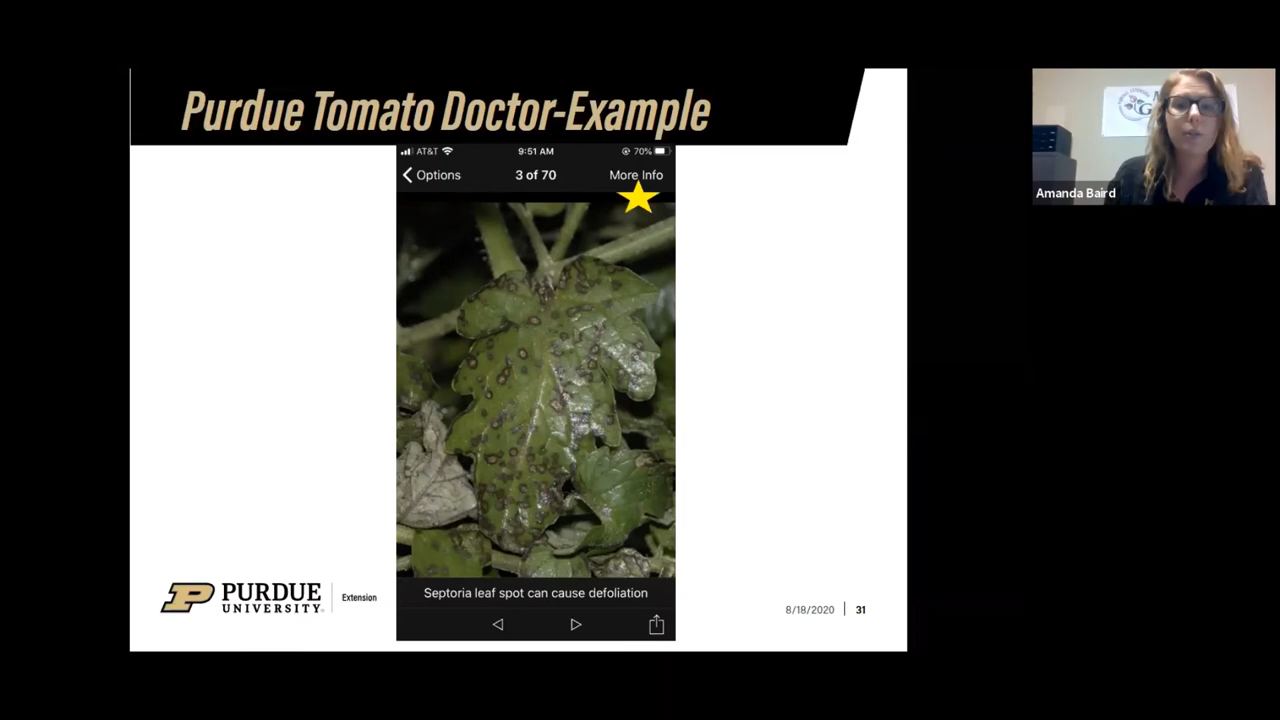 Purdue Tomato Doctor-Example
AT&T 9:51 AM 70%
Options 3 of 70 More Info
Septoria leaf spot can cause defoliation
PURDUE
UNIVERSITY
Extension
8/18/2020 31
Amanda Baird